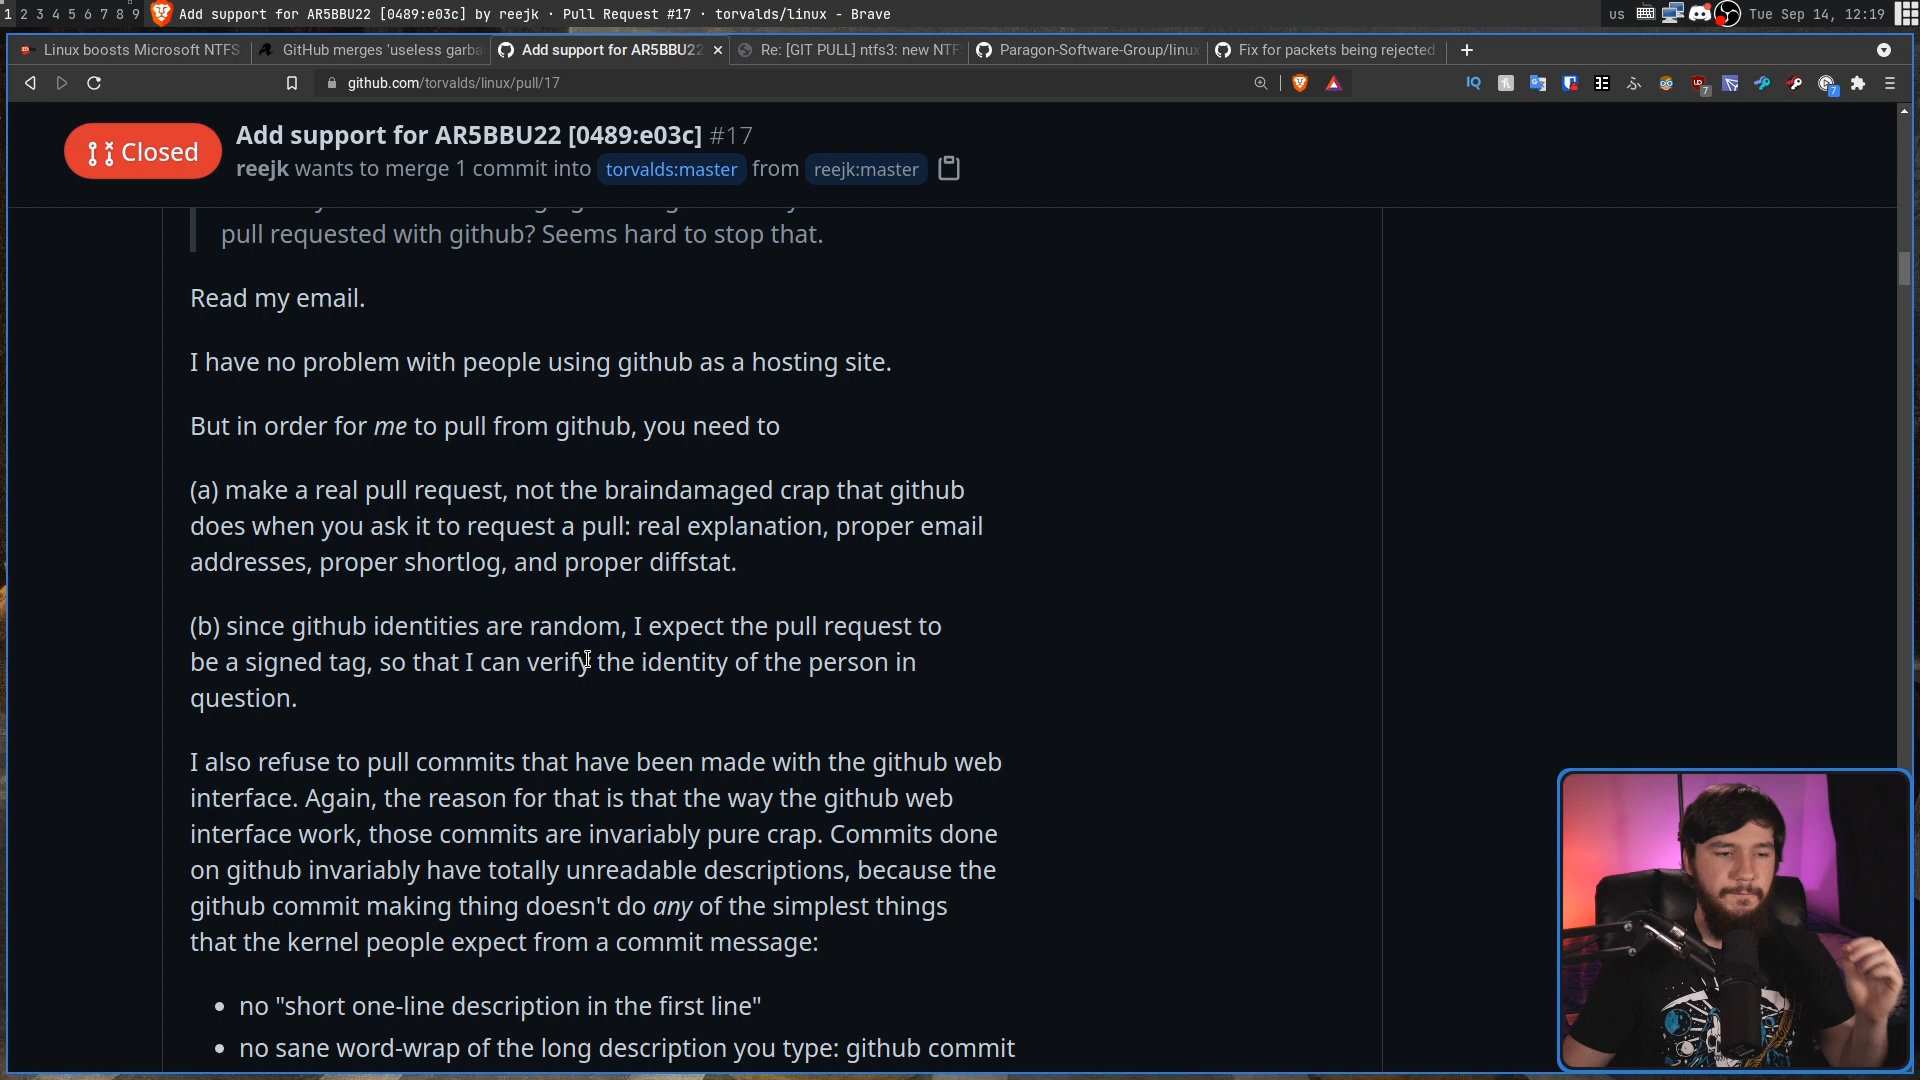 1 2 3 4 5 6 7 8 9 Add support for AR5BBU22 [0489:e03c] by reejk · Pull Request #17 · torvalds/linux - Brave us Tue Sep 14, 12:19
Linux boosts Microsoft NTFS GitHub merges 'useless garba Add support for AR5BBU22 Re: [GIT PULL] ntfs3: new NTF Paragon-Software-Group/linux- Fix for packets being rejected
github.com/torvalds/linux/pull/17
Closed
Add support for AR5BBU22 [0489:e03c] #17
reejk wants to merge 1 commit into torvalds:master from reejk:master
pull requested with github? Seems hard to stop that.
Read my email.
I have no problem with people using github as a hosting site.
But in order for me to pull from github, you need to
(a) make a real pull request, not the braindamaged crap that github
does when you ask it to request a pull: real explanation, proper email
addresses, proper shortlog, and proper diffstat.
(b) since github identities are random, I expect the pull request to
be a signed tag, so that I can verify the identity of the person in
question.
I also refuse to pull commits that have been made with the github web
interface. Again, the reason for that is that the way the github web
interface work, those commits are invariably pure crap. Commits done
on github invariably have totally unreadable descriptions, because the
github commit making thing doesn't do any of the simplest things
that the kernel people expect from a commit message:
• no "short one-line description in the first line"
• no sane word-wrap of the long description you type: github commit